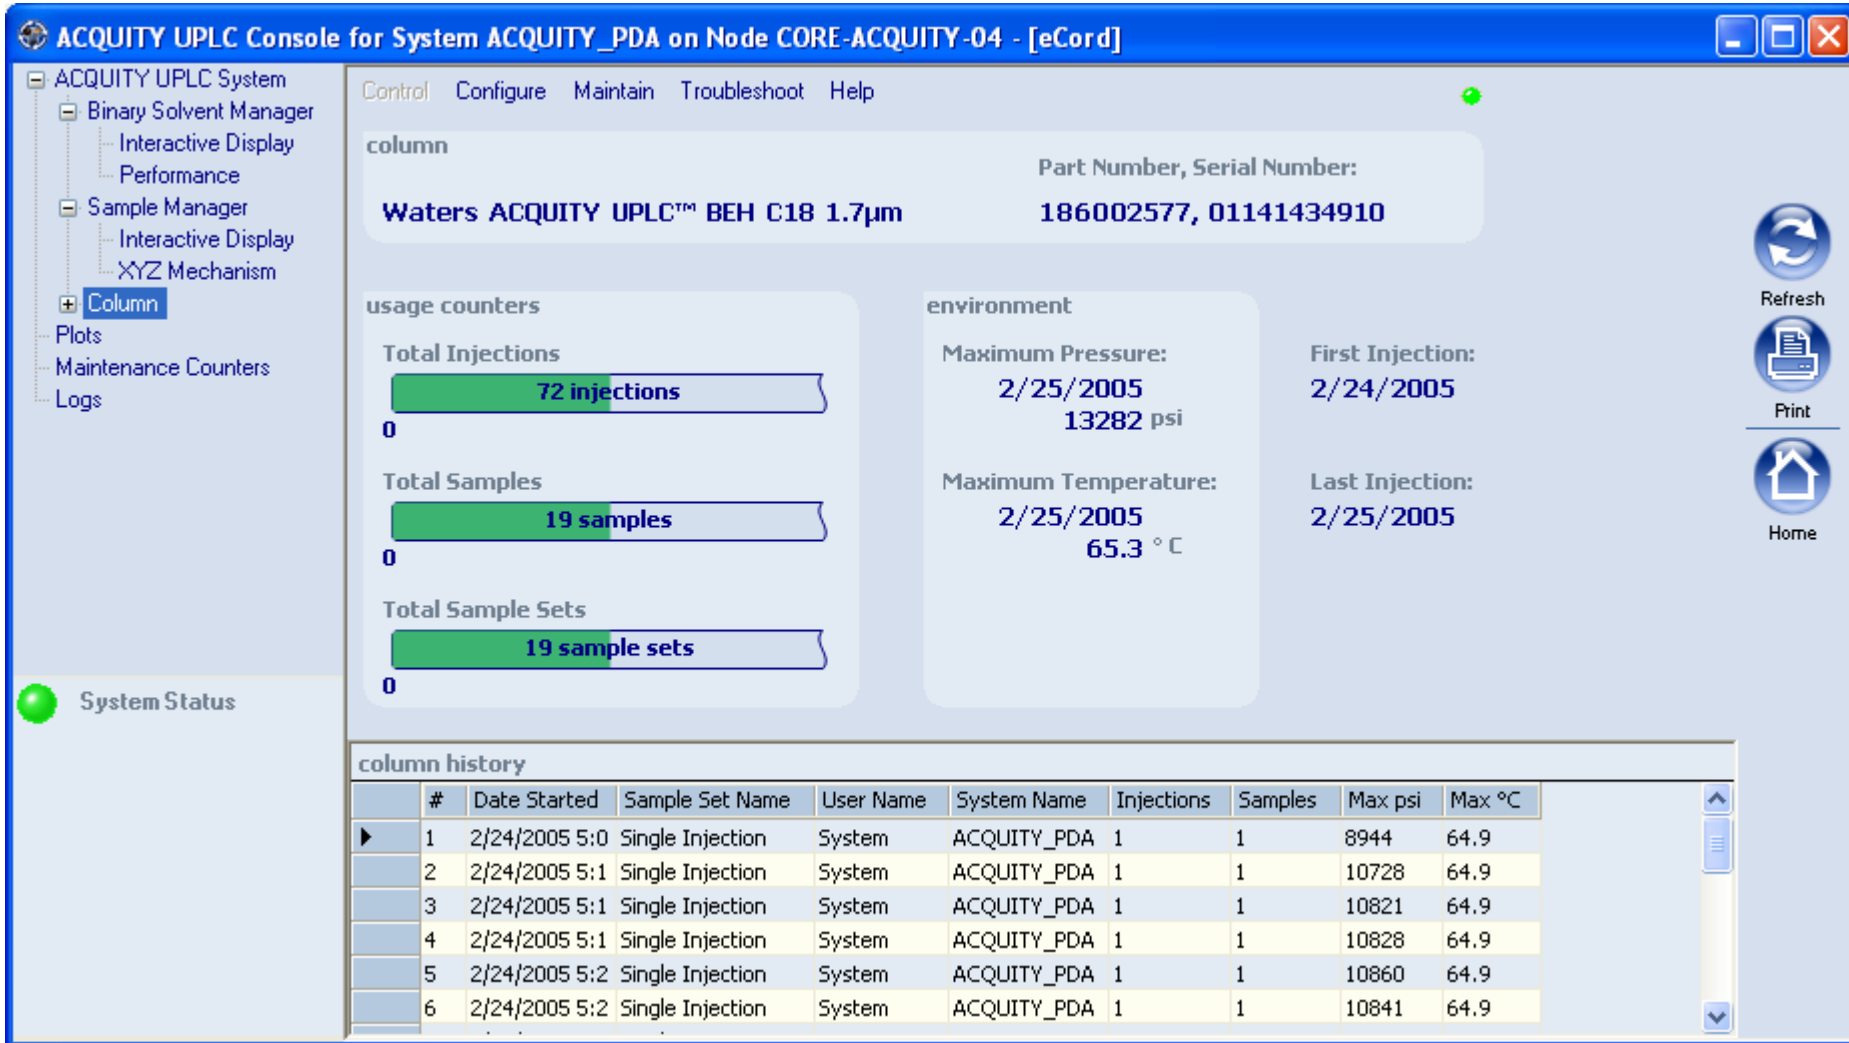 ACQUITY UPLC Console for System ACQUITY_PDA on Node CORE-ACQUITY-04 - [eCord]
ACQUITY UPLC System
Binary Solvent Manager
Interactive Display
Performance
Sample Manager
Interactive Display
XYZ Mechanism
Column
Plots
Maintenance Counters
Logs
System Status
Control Configure Maintain Troubleshoot Help
column
Part Number, Serial Number:
Waters ACQUITY UPLC™ BEH C18 1.7µm 186002577, 01141434910
usage counters
Total Injections
72 injections
0
Total Samples
19 samples
0
Total Sample Sets
19 sample sets
0
environment
Maximum Pressure:
2/25/2005
13282 psi
Maximum Temperature:
2/25/2005
65.3 ° C
First Injection:
2/24/2005
Last Injection:
2/25/2005
Refresh
Print
Home
column history
# Date Started Sample Set Name User Name System Name Injections Samples Max psi Max °C
1 2/24/2005 5:0 Single Injection System ACQUITY_PDA 1 1 8944 64.9
2 2/24/2005 5:1 Single Injection System ACQUITY_PDA 1 1 10728 64.9
3 2/24/2005 5:1 Single Injection System ACQUITY_PDA 1 1 10821 64.9
4 2/24/2005 5:1 Single Injection System ACQUITY_PDA 1 1 10828 64.9
5 2/24/2005 5:2 Single Injection System ACQUITY_PDA 1 1 10860 64.9
6 2/24/2005 5:2 Single Injection System ACQUITY_PDA 1 1 10841 64.9